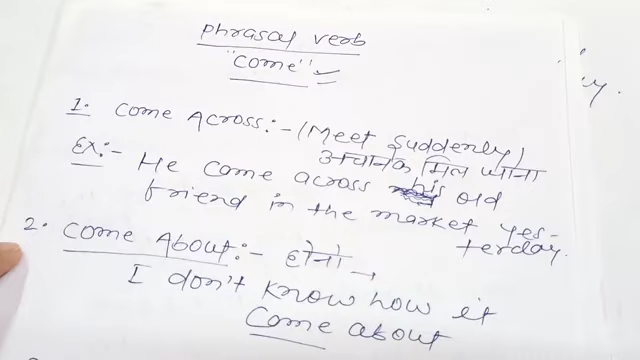 Phrasal verb
"Come"
1. Come Across:- (Meet Suddenly)
अचानक मिल जाना
Ex:- He come across his old
friend in the market yes-
terday.
2. Come About:- होना
I don't know how it
Come about